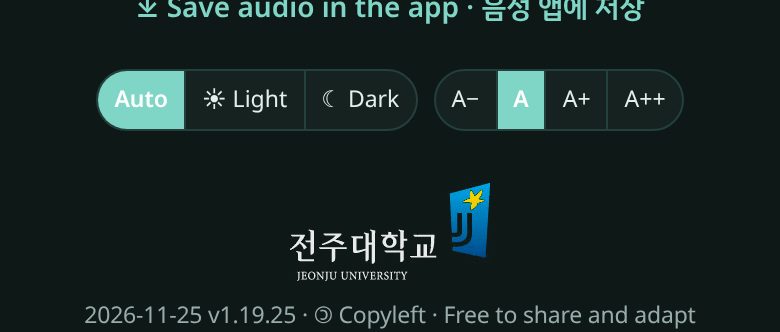 Save audio in the app · 음성 앱에 저장
Auto ☀ Light ☾ Dark A− A A+ A++
전주대학교 JJ
JEONJU UNIVERSITY
2026-11-25 v1.19.25 · 🄯 Copyleft · Free to share and adapt